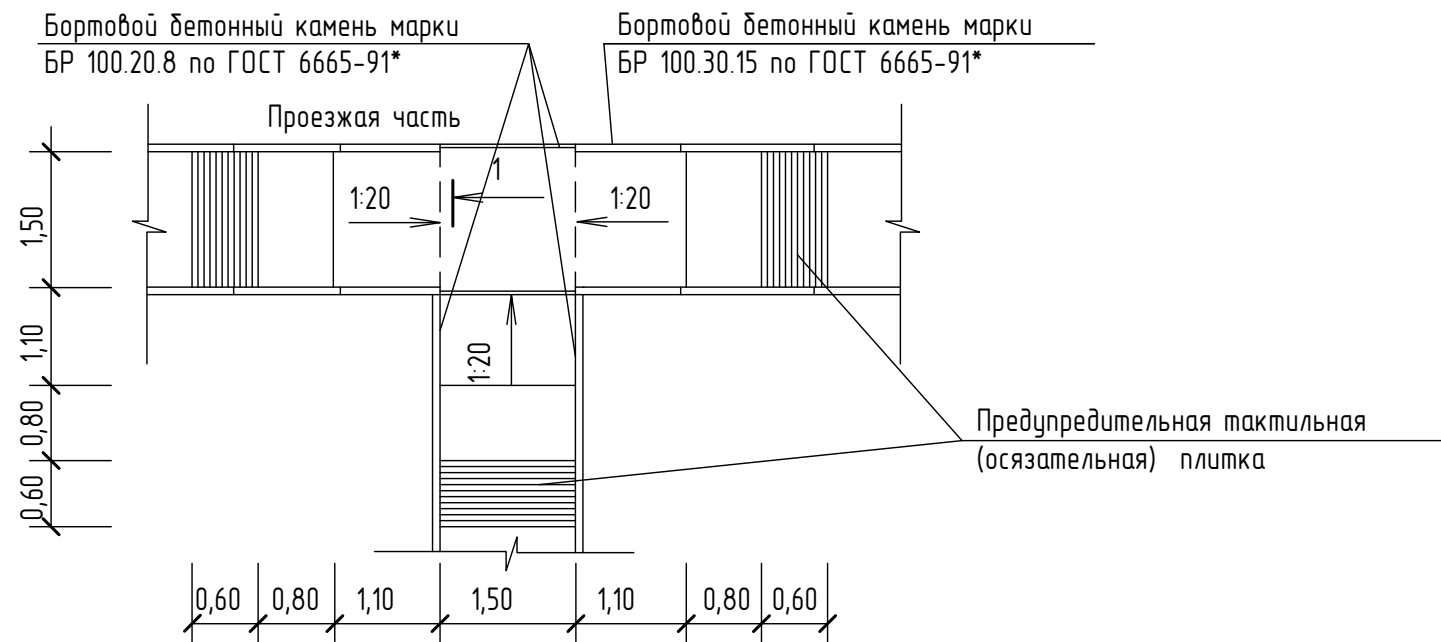 Бортовой бетонный камень марки
БР 100.20.8 по ГОСТ 6665-91*
Бортовой бетонный камень марки
БР 100.30.15 по ГОСТ 6665-91*
Проезжая часть
1
1:20
1:20
1:20
1,50
1,10
0,80
0,60
Предупредительная тактильная
(осязательная) плитка
0,60
0,80
1,10
1,50
1,10
0,80
0,60